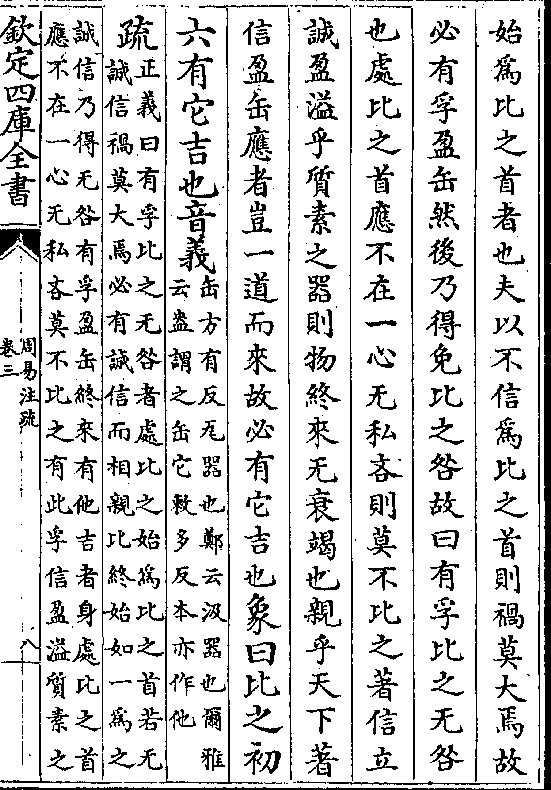 始爲比之首者也夫以不信爲比之首則禍莫大焉故
必有孚盈缶然後乃得免比之咎故曰有孚比之无咎
也處比之首應不在一心无私吝則莫不比之著信立
誠盈溢乎質素之器則物終來无衰竭也親乎天下著
信盈缶應者豈一道而來故必有它吉也象曰比之初
六有它吉也音義
缶方有反瓦器也鄭云汲器也爾雅
云盎謂之缶它敕多反本亦作他
疏
正義曰有孚比之无咎者處比之始爲比之首若无
誠信禍莫大焉必有誠信而相親比終始如一爲之
誠信乃得无咎有孚盈缶終來有他吉者身處比之首
應不在一心无私吝莫不比之有此孚信盈溢質素之
欽定四庫全書
周易注疏
卷三
八